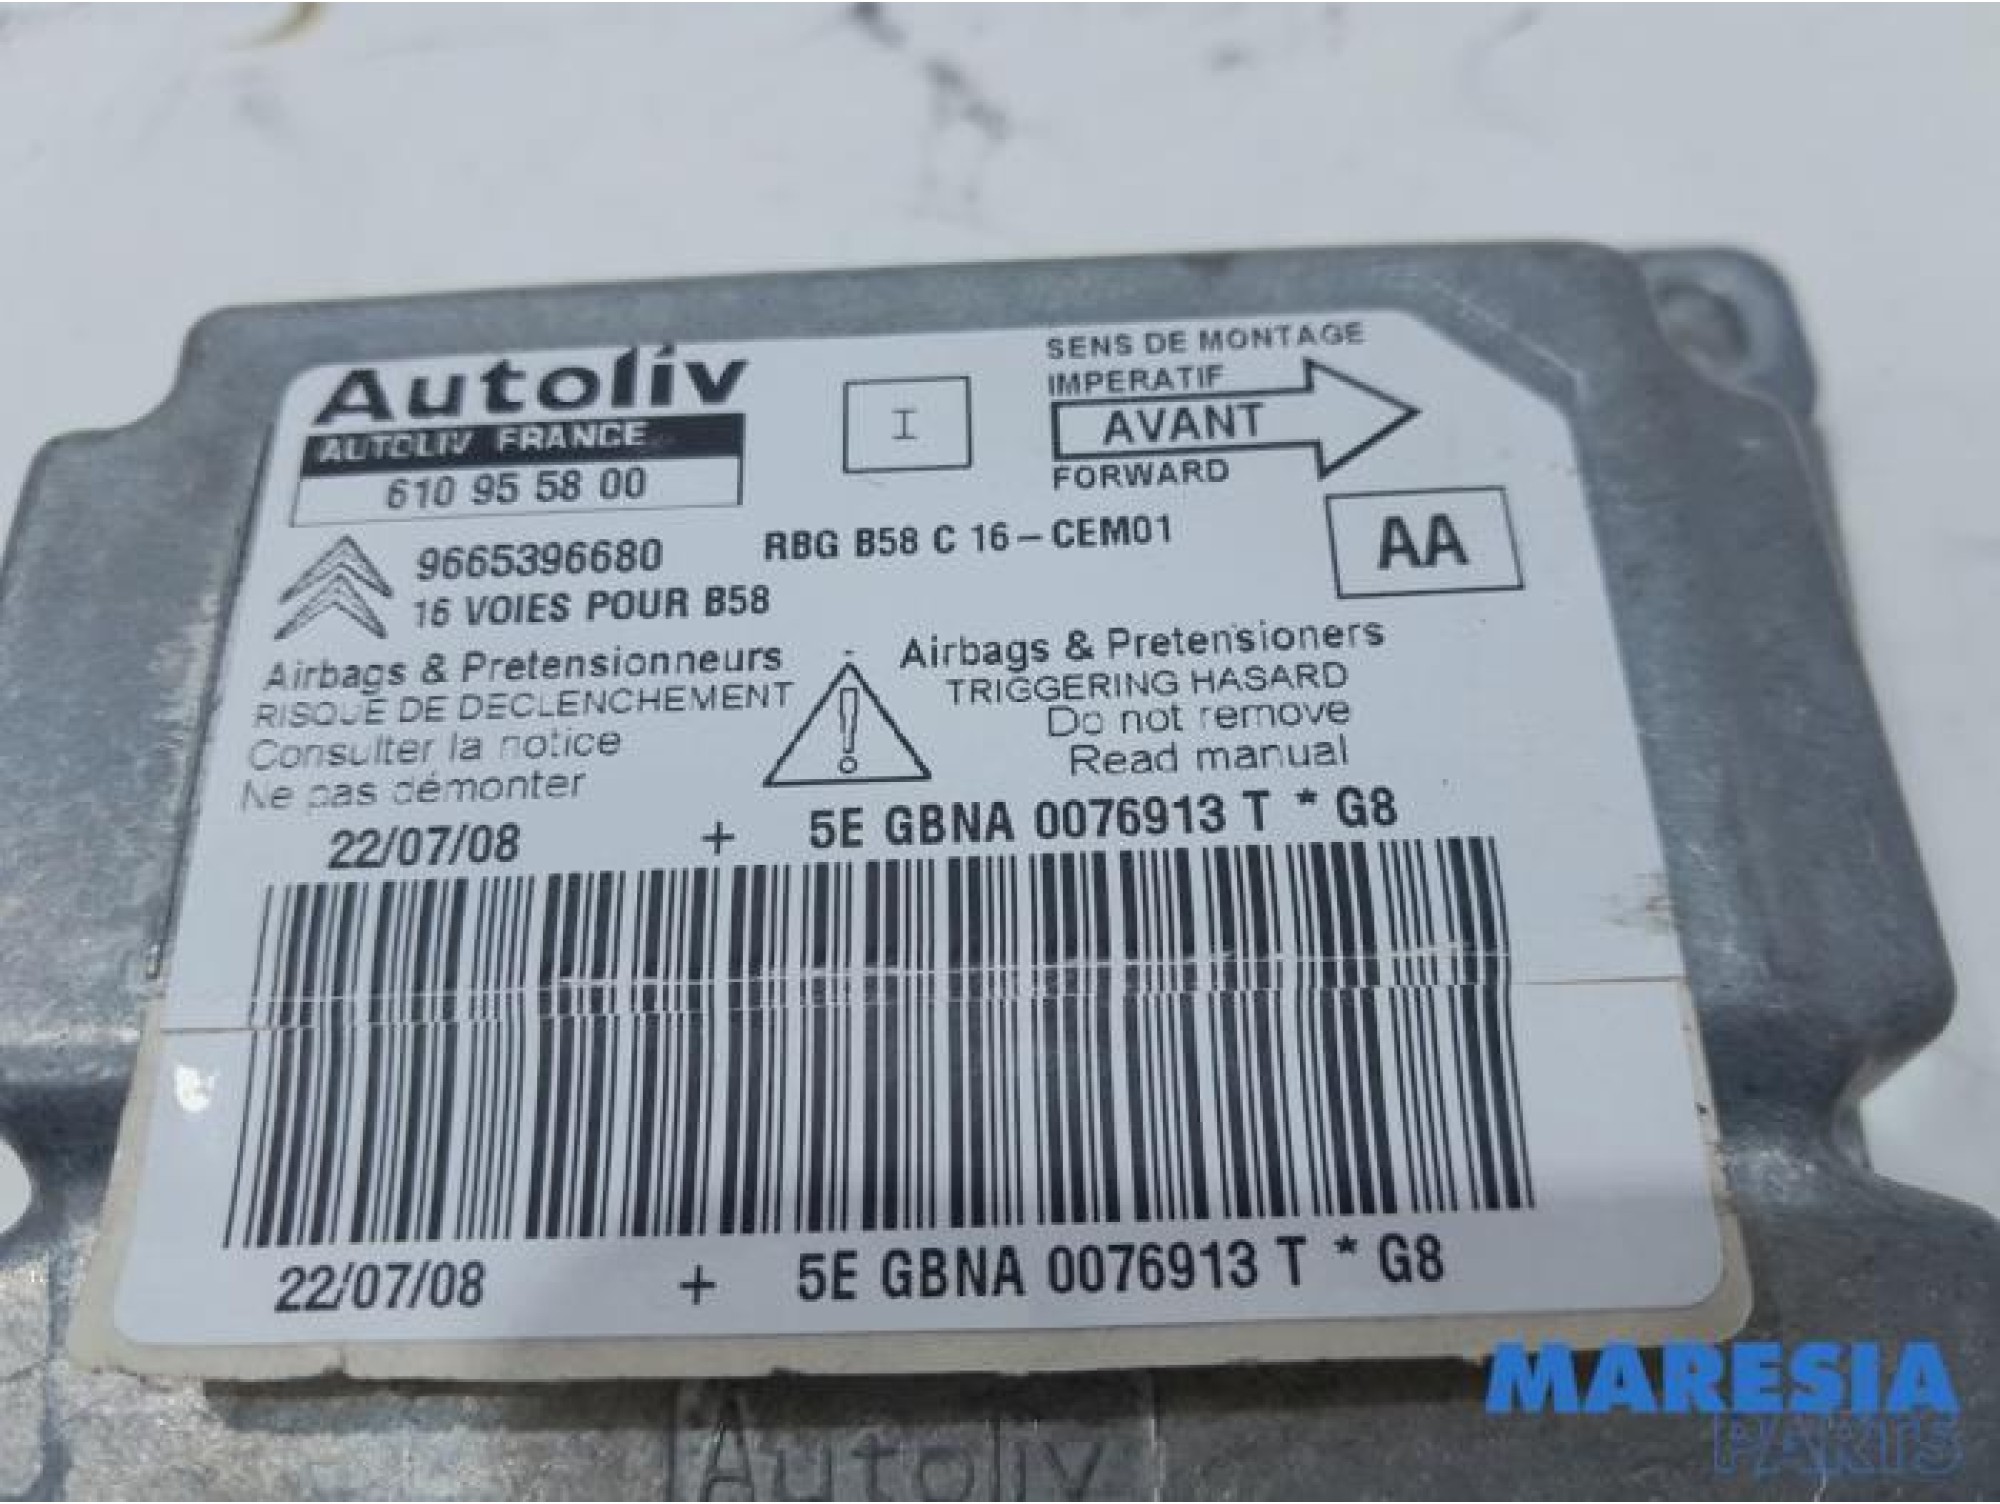 Autoliv
AUTOLIV FRANCE
610 95 58 00
I
SENS DE MONTAGE
IMPERATIF
AVANT
FORWARD
9665396680
RBG B58 C 16-CEM01
AA
16 VOIES POUR B58
Airbags & Pretensionneurs
RISQUE DE DECLENCHEMENT
Consulter la notice
Ne pas démonter
Airbags & Pretensioners
TRIGGERING HASARD
Do not remove
Read manual
22/07/08 + 5E GBNA 0076913 T * G8
22/07/08 + 5E GBNA 0076913 T * G8
Autoliv
MARESIA
PARTS